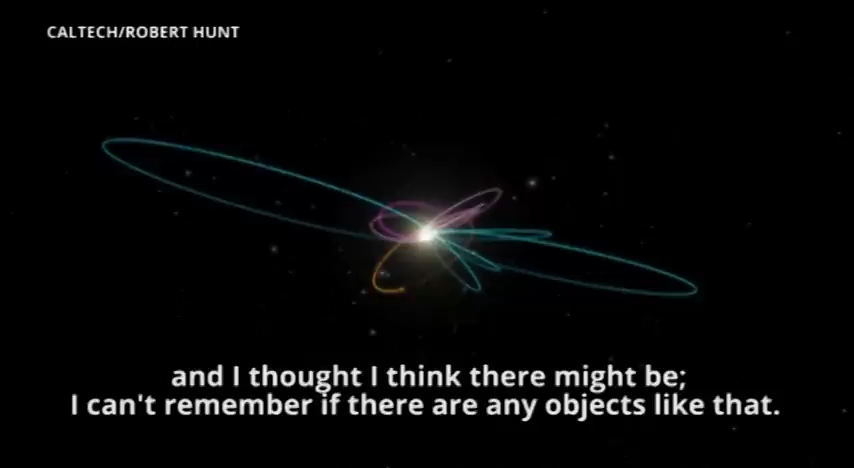 CALTECH/ROBERT HUNT
and I thought I think there might be;
I can't remember if there are any objects like that.